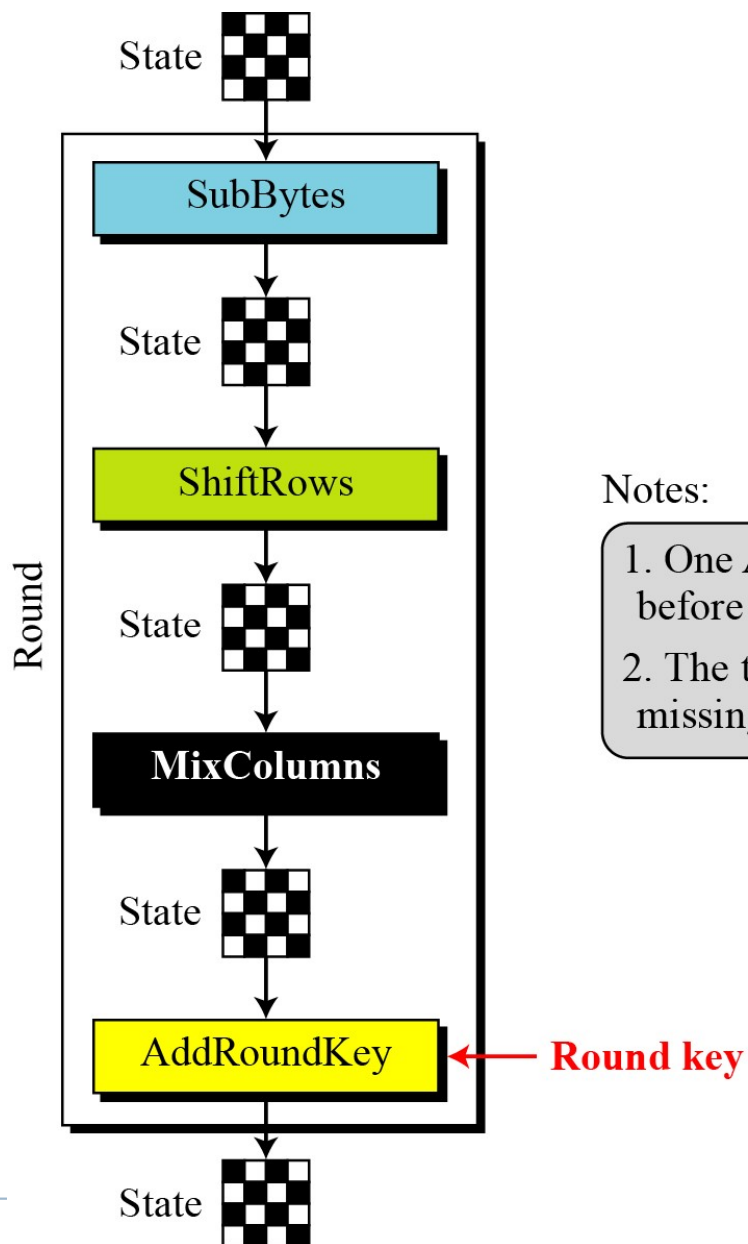 State
SubBytes
State
ShiftRows
State
MixColumns
State
AddRoundKey
Round key
State
Round
Notes:
1. One
before
2. The
missing